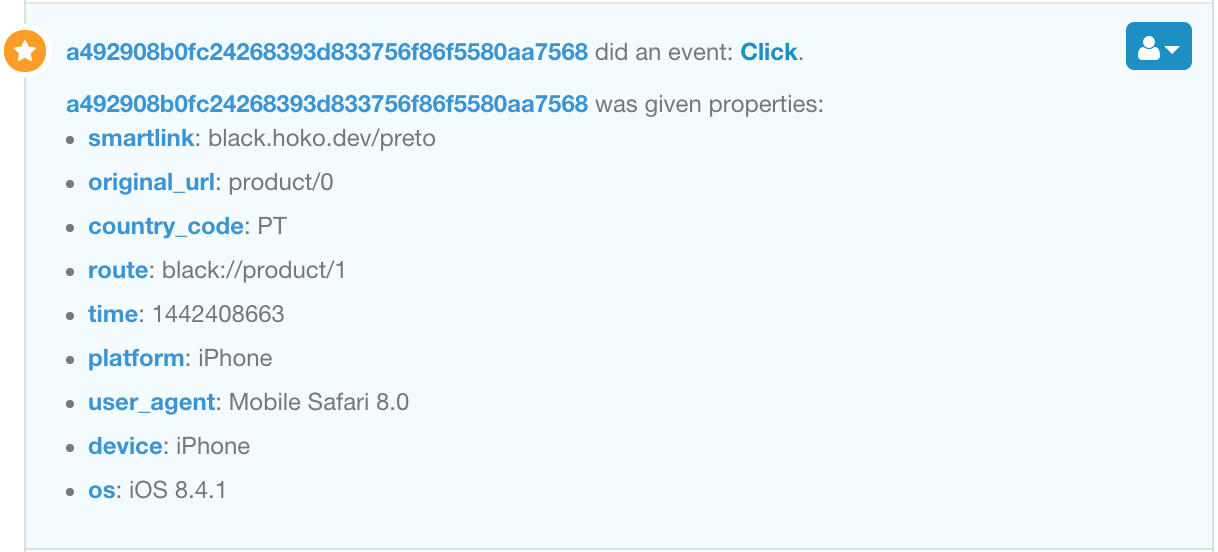 a492908b0fc24268393d833756f86f5580aa7568 did an event: Click.
a492908b0fc24268393d833756f86f5580aa7568 was given properties:
• smartlink: black.hoko.dev/preto
• original_url: product/0
• country_code: PT
• route: black://product/1
• time: 1442408663
• platform: iPhone
• user_agent: Mobile Safari 8.0
• device: iPhone
• os: iOS 8.4.1